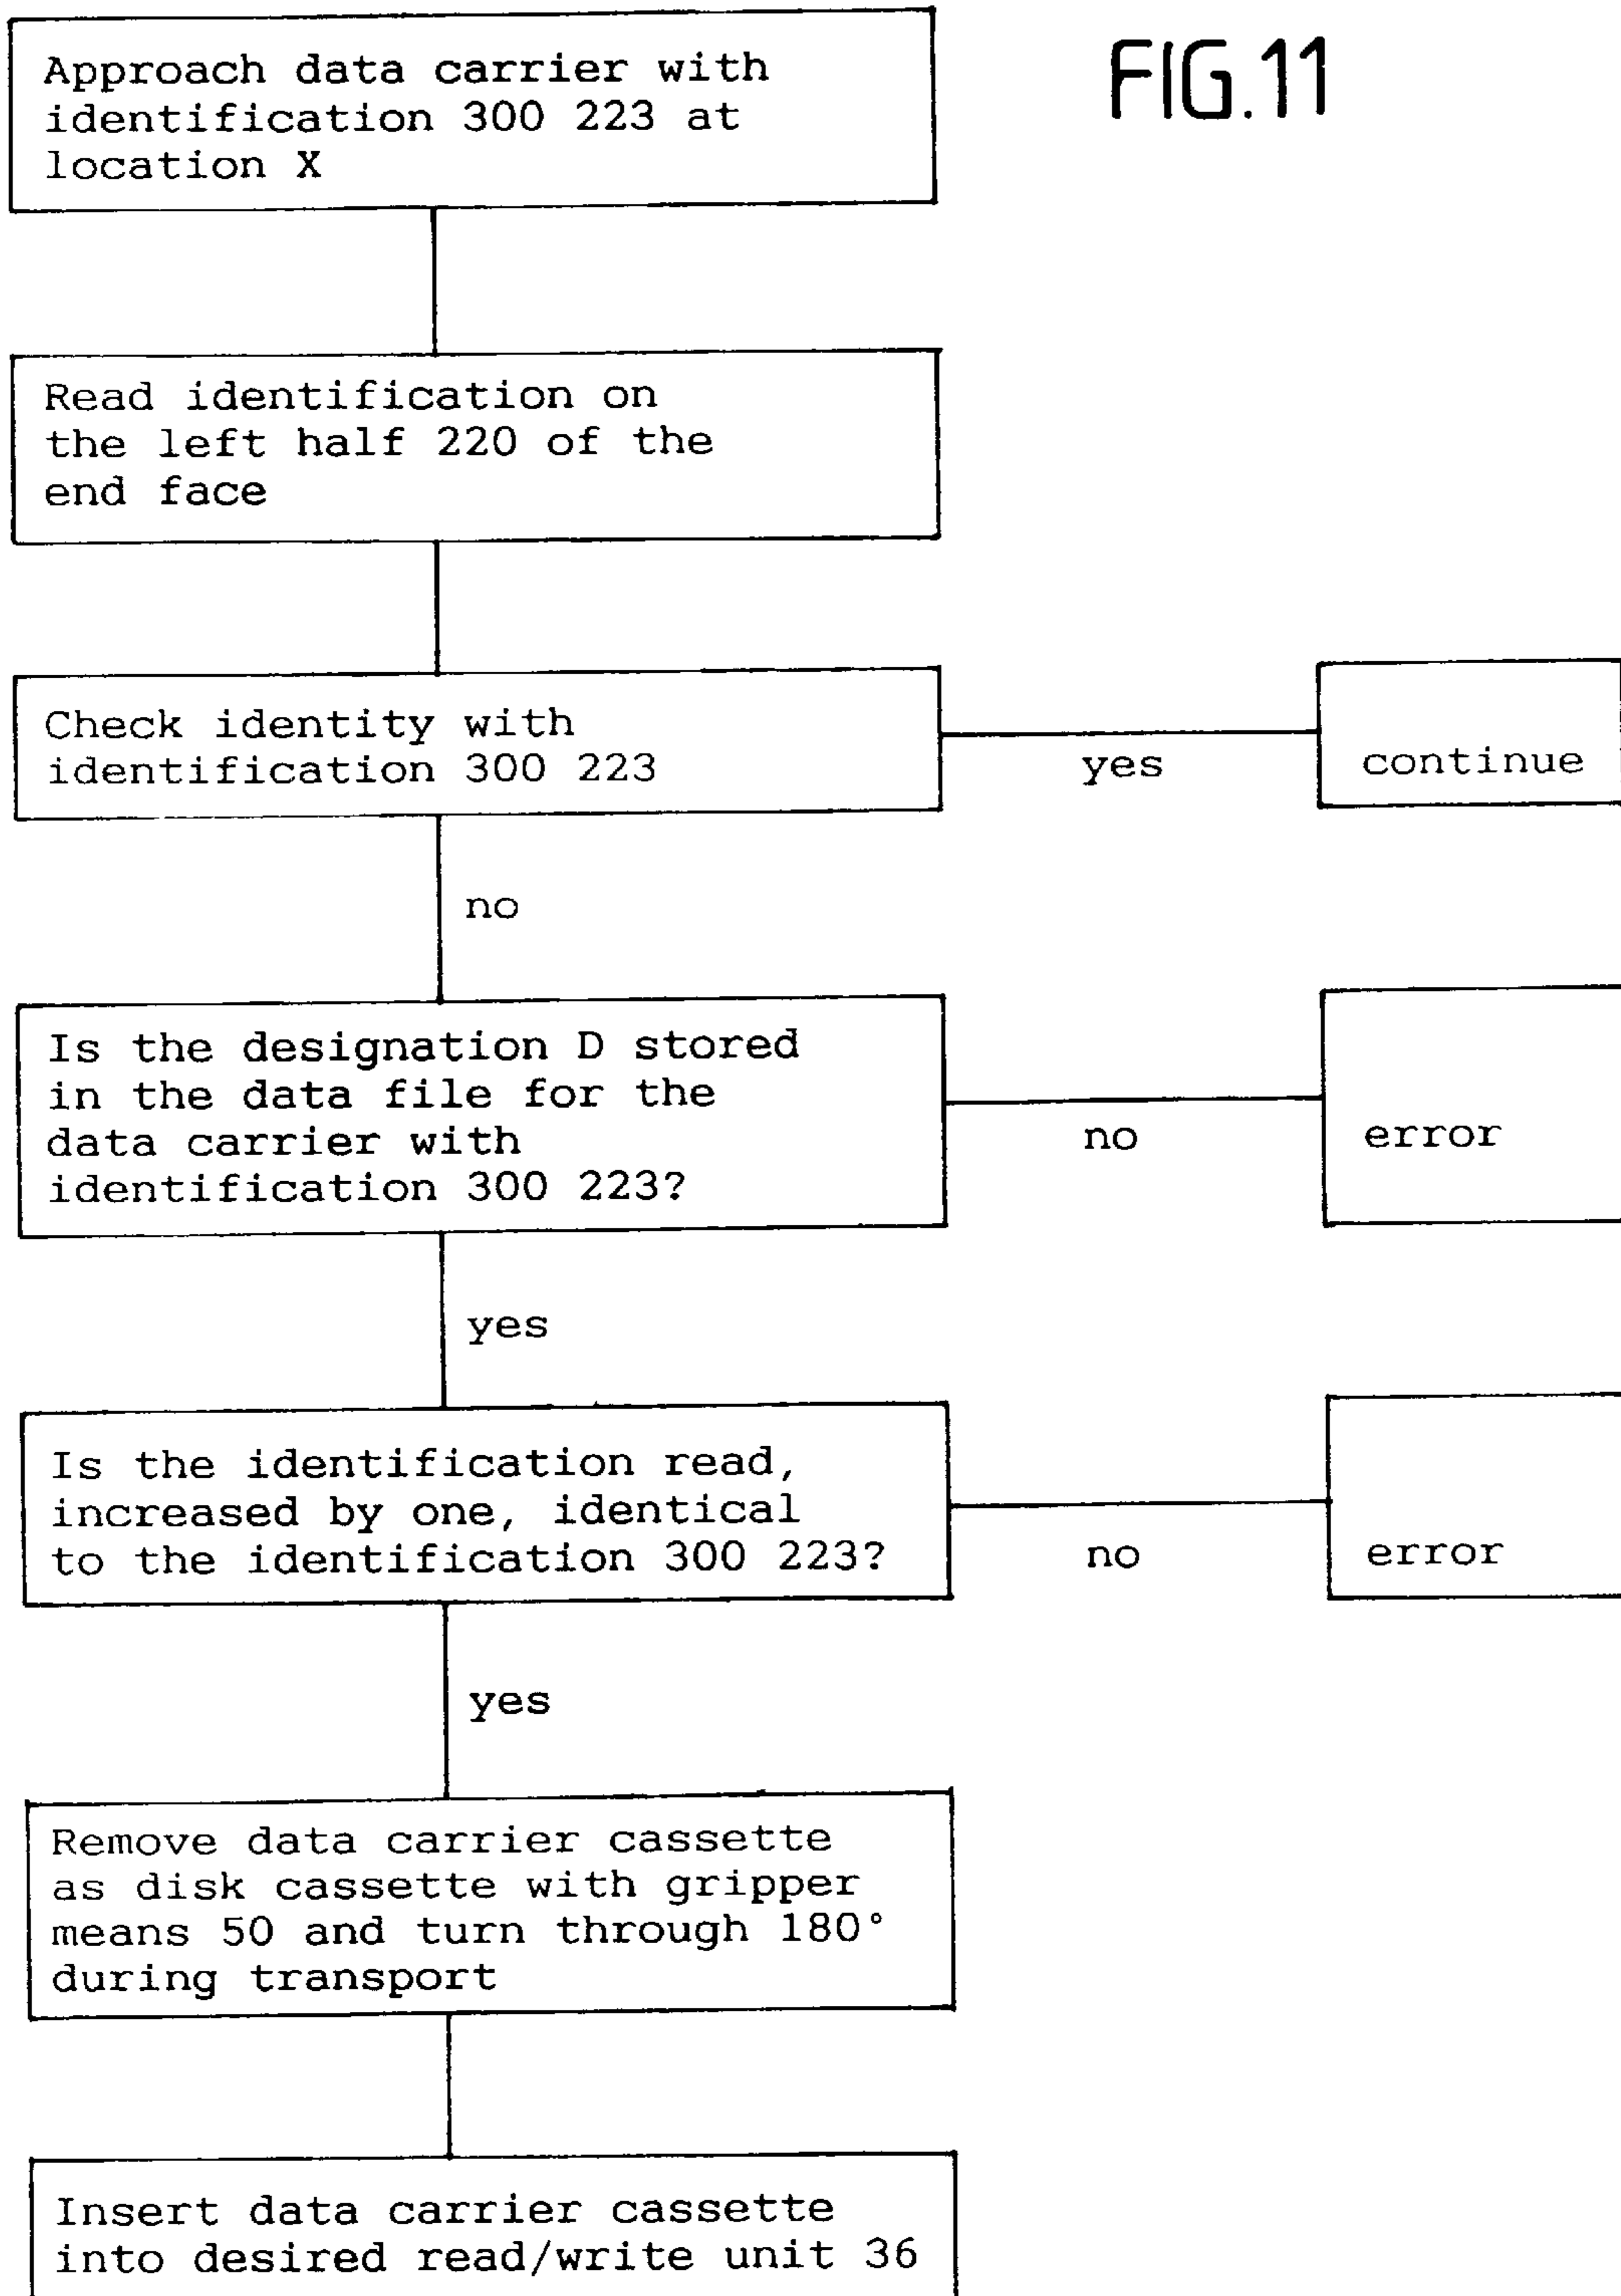 FIG.11
Approach data carrier with
identification 300 223 at
location X
Read identification on
the left half 220 of the
end face
Check identity with
identification 300 223
yes
continue
no
Is the designation D stored
in the data file for the
data carrier with
identification 300 223?
no
error
yes
Is the identification read,
increased by one, identical
to the identification 300 223?
no
error
yes
Remove data carrier cassette
as disk cassette with gripper
means 50 and turn through 180°
during transport
Insert data carrier cassette
into desired read/write unit 36